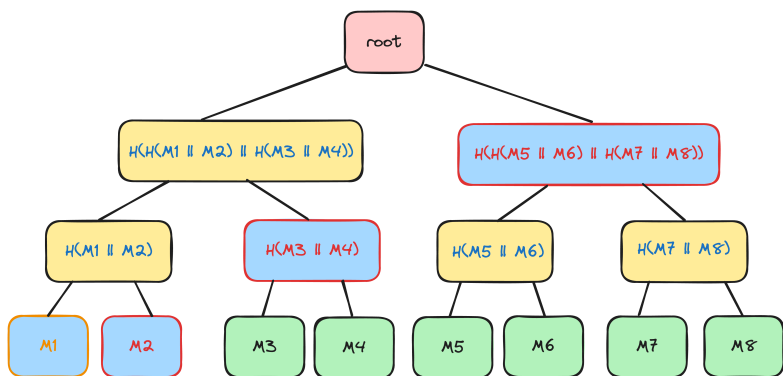 root
H(H(M1 || M2) || H(M3 || M4))
H(H(M5 || M6) || H(M7 || M8))
H(M1 || M2)
H(M3 || M4)
H(M5 || M6)
H(M7 || M8)
M1
M2
M3
M4
M5
M6
M7
M8